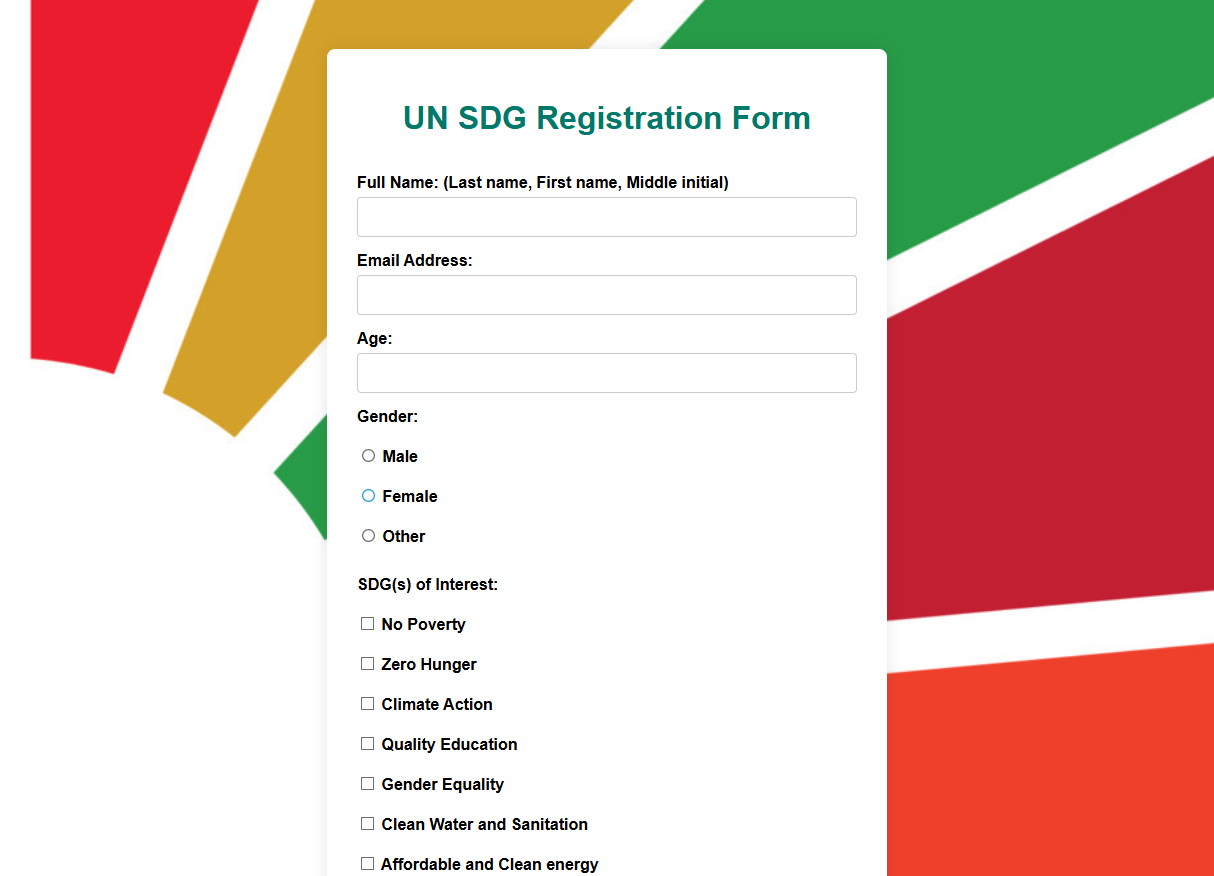 UN SDG Registration Form
Full Name: (Last name, First name, Middle initial)
Email Address:
Age:
Gender:
Male
Female
Other
SDG(s) of Interest:
No Poverty
Zero Hunger
Climate Action
Quality Education
Gender Equality
Clean Water and Sanitation
Affordable and Clean energy